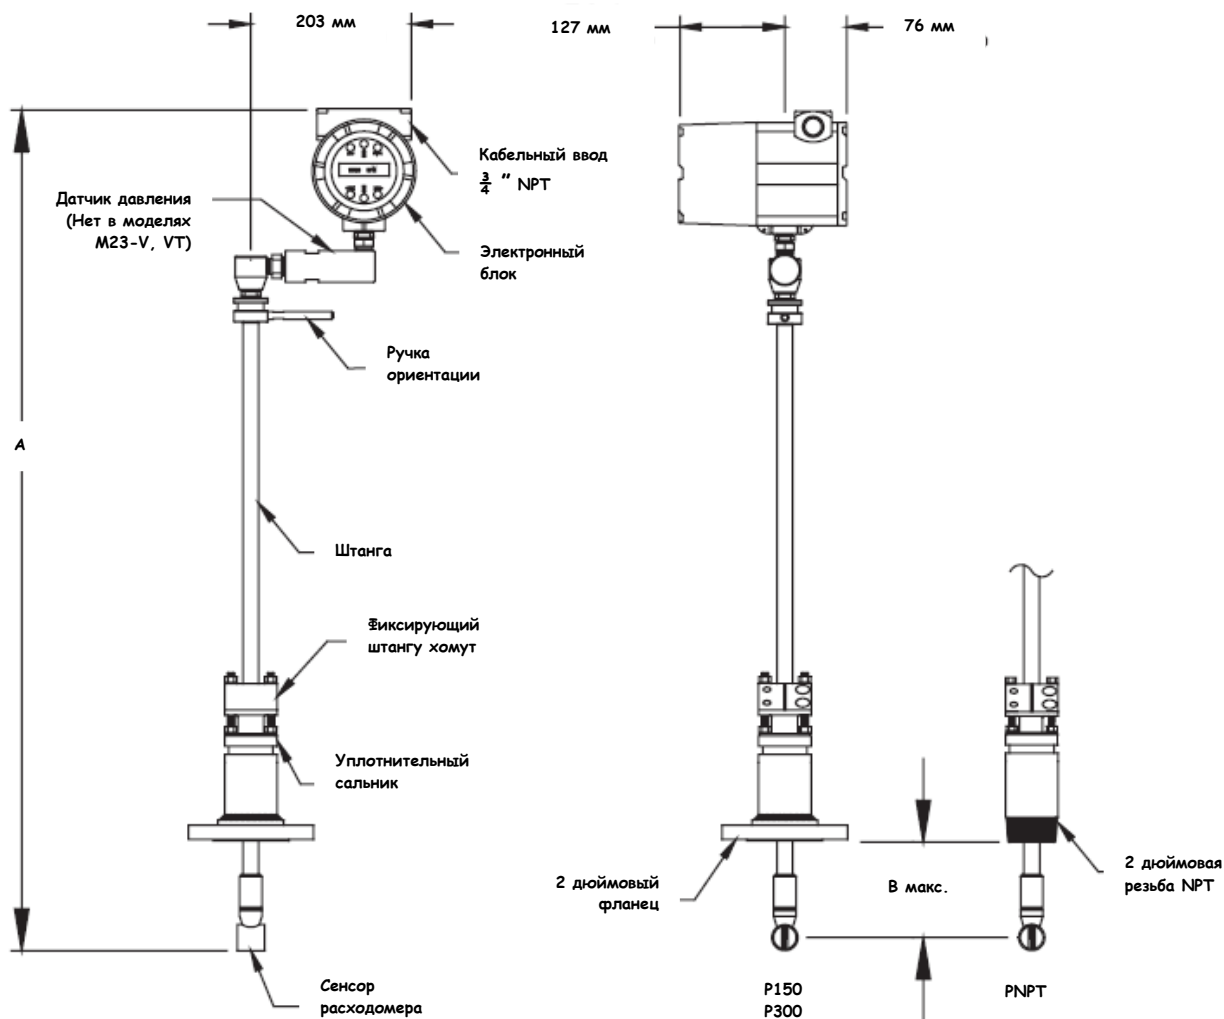 203 мм
127 мм
76 мм
Кабельный ввод
3/4 " NPT
Датчик давления
(Нет в моделях
M23-V, VT)
Электронный
блок
Ручка
ориентации
A
Штанга
Фиксирующий
штангу хомут
Уплотнительный
сальник
2 дюймовый
фланец
В макс.
2 дюймовая
резьба NPT
Сенсор
расходомера
P150
P300
PNPT